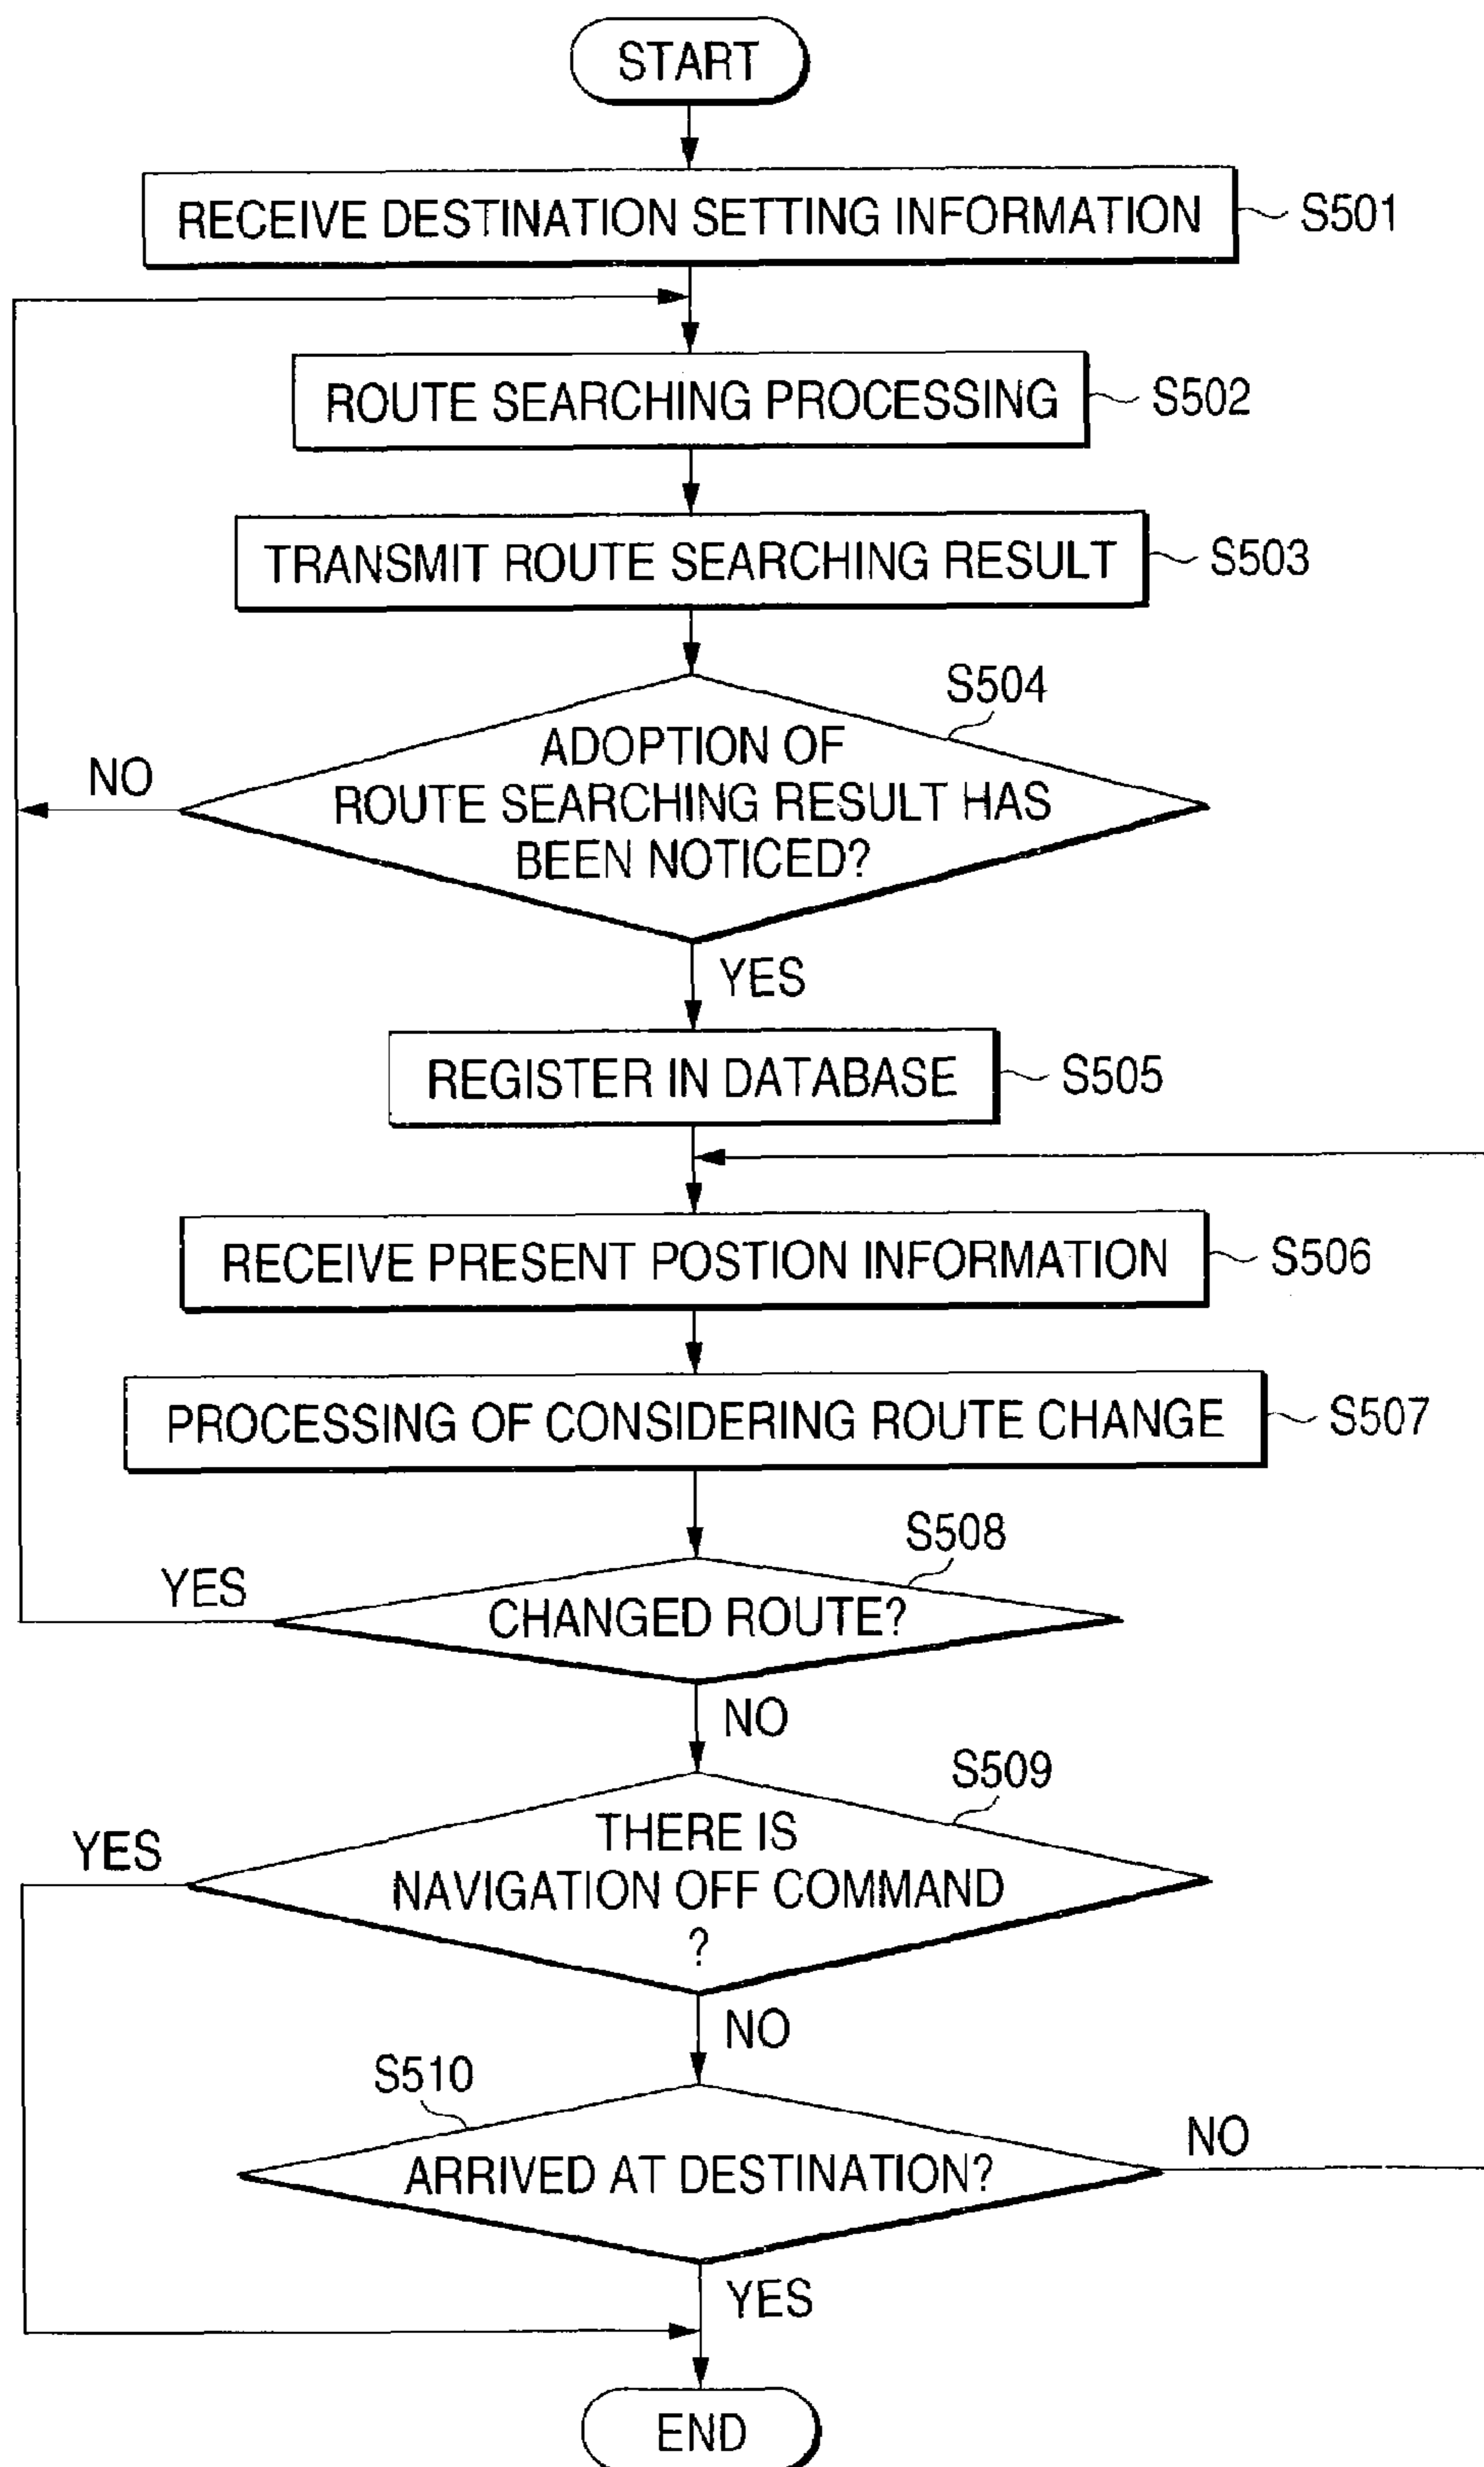 START
RECEIVE DESTINATION SETTING INFORMATION
S501
ROUTE SEARCHING PROCESSING
S502
TRANSMIT ROUTE SEARCHING RESULT
S503
S504
ADOPTION OF
ROUTE SEARCHING RESULT HAS
BEEN NOTICED?
NO
YES
REGISTER IN DATABASE
S505
RECEIVE PRESENT POSTION INFORMATION
S506
PROCESSING OF CONSIDERING ROUTE CHANGE
S507
S508
YES
CHANGED ROUTE?
NO
S509
YES
THERE IS
NAVIGATION OFF COMMAND
?
NO
S510
NO
ARRIVED AT DESTINATION?
YES
END